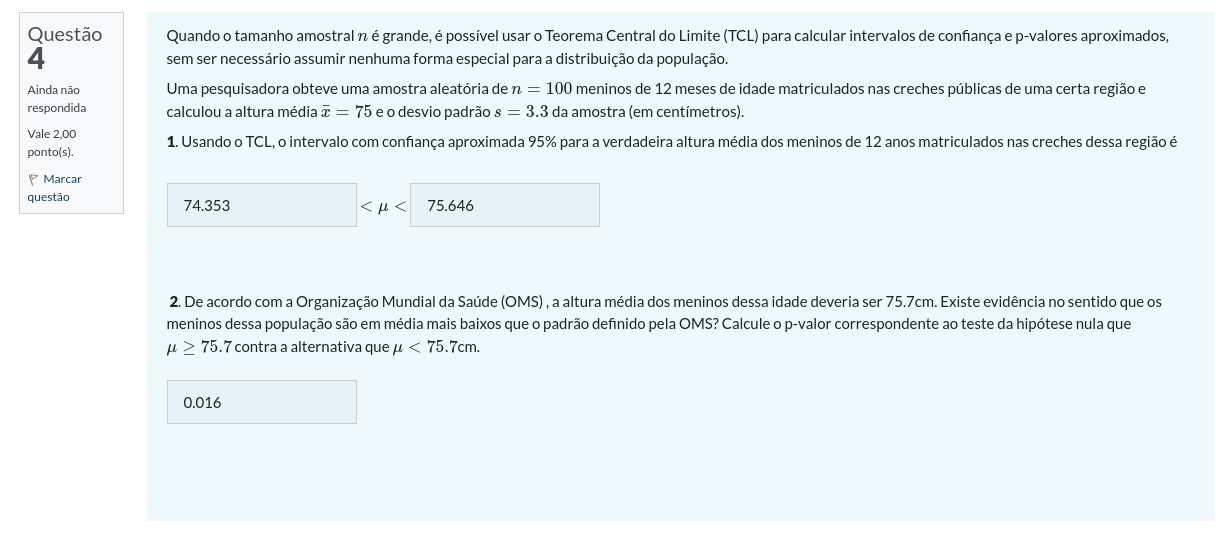 Questão
4
Ainda não
respondida
Vale 2,00
ponto(s).
Marcar
questão
Quando o tamanho amostral n é grande, é possível usar o Teorema Central do Limite (TCL) para calcular intervalos de confiança e p-valores aproximados,
sem ser necessário assumir nenhuma forma especial para a distribuição da população.
Uma pesquisadora obteve uma amostra aleatória de n = 100 meninos de 12 meses de idade matriculados nas creches públicas de uma certa região e
calculou a altura média x̄ = 75 e o desvio padrão s = 3.3 da amostra (em centímetros).
1. Usando o TCL, o intervalo com confiança aproximada 95% para a verdadeira altura média dos meninos de 12 anos matriculados nas creches dessa região é
74.353 < μ < 75.646
2. De acordo com a Organização Mundial da Saúde (OMS) , a altura média dos meninos dessa idade deveria ser 75.7cm. Existe evidência no sentido que os
meninos dessa população são em média mais baixos que o padrão definido pela OMS? Calcule o p-valor correspondente ao teste da hipótese nula que
μ ≥ 75.7 contra a alternativa que μ < 75.7cm.
0.016